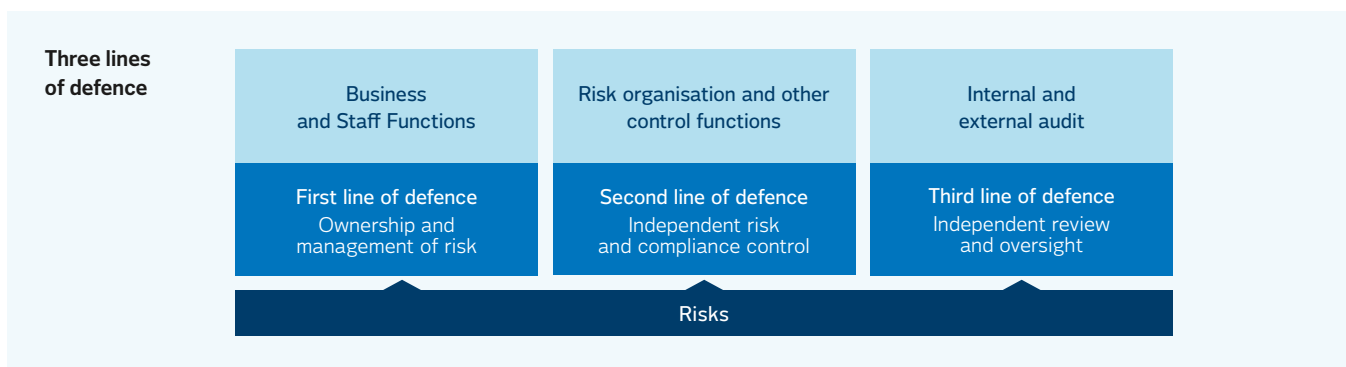 Three lines
of defence
Business
and Staff Functions
First line of defence
Ownership and
management of risk
Risk organisation and other
control functions
Second line of defence
Independent risk
and compliance control
Internal and
external audit
Third line of defence
Independent review
and oversight
Risks